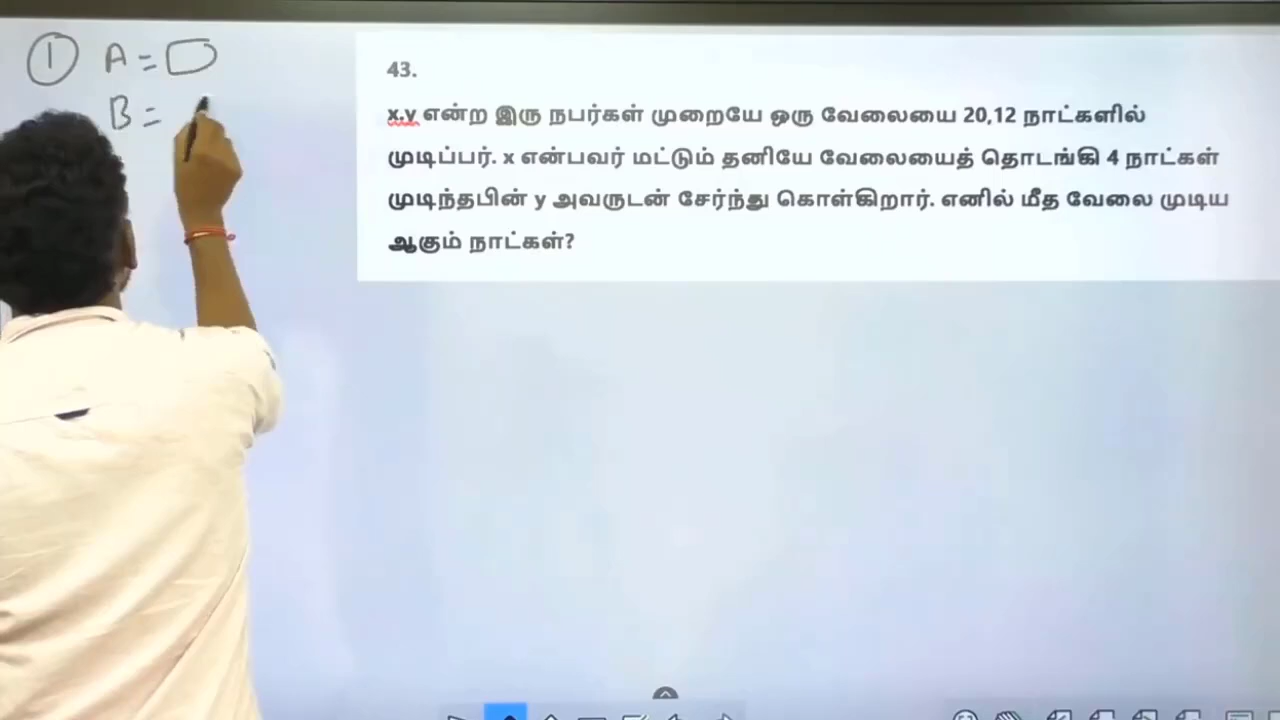 ① A =
B =
43.
x.y என்ற இரு நபர்கள் முறையே ஒரு வேலையை 20,12 நாட்களில்
முடிப்பர். x என்பவர் மட்டும் தனியே வேலையைத் தொடங்கி 4 நாட்கள்
முடிந்தபின் y அவருடன் சேர்ந்து கொள்கிறார். எனில் மீத வேலை முடிய
ஆகும் நாட்கள்?